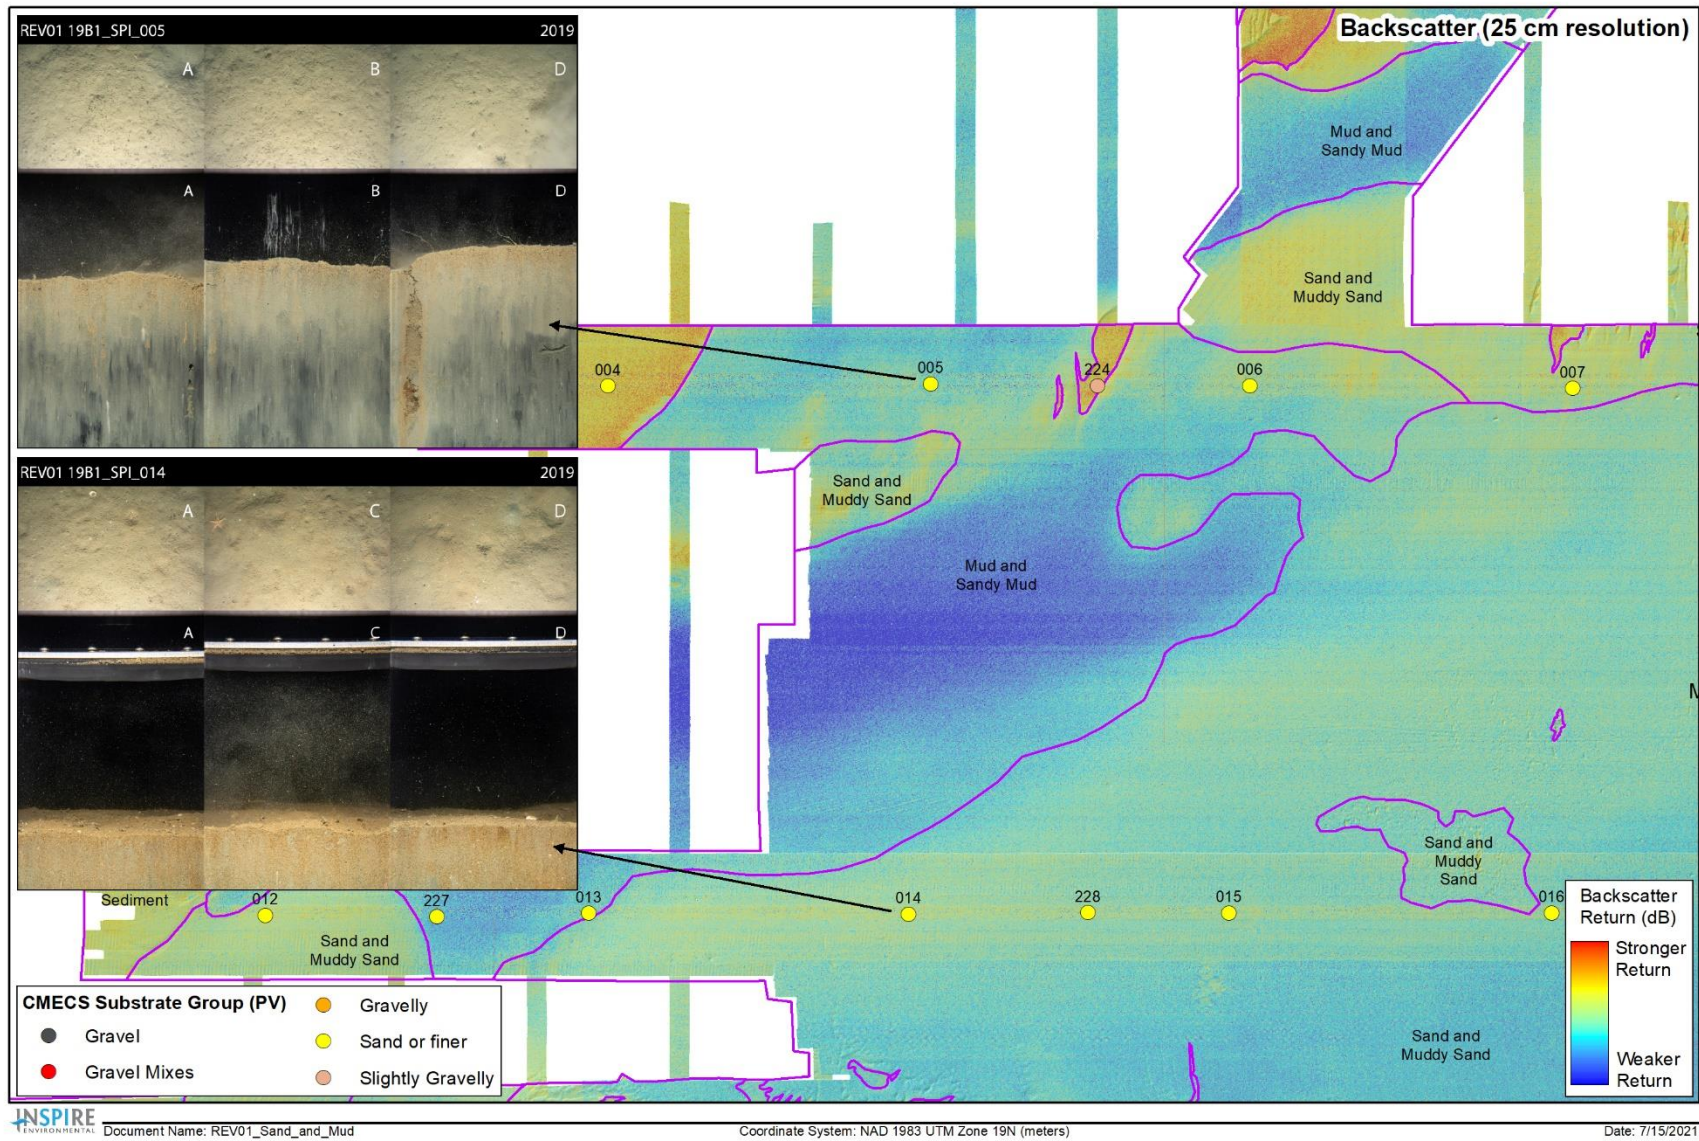 Backscatter (25 cm resolution)
REV01 19B1_SPI_005
2019
A
B
D
A
B
D
REV01 19B1_SPI_014
2019
A
C
D
A
C
D
Mud and
Sandy Mud
Sand and
Muddy Sand
004
005
224
006
007
Sand and
Muddy Sand
Mud and
Sandy Mud
M
Sand and
Muddy
Sand
Sediment
012
227
013
014
228
015
016
Sand and
Muddy Sand
Sand and
Muddy Sand
CMECS Substrate Group (PV)
Gravel
Gravel Mixes
Gravelly
Sand or finer
Slightly Gravelly
Backscatter
Return (dB)
Stronger
Return
Weaker
Return
INSPIRE
ENVIRONMENTAL
Document Name: REV01_Sand_and_Mud
Coordinate System: NAD 1983 UTM Zone 19N (meters)
Date: 7/15/2021